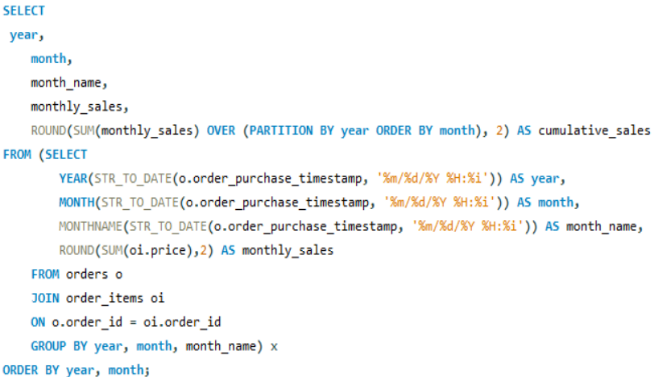 SELECT
year,
month,
month_name,
monthly_sales,
ROUND(SUM(monthly_sales) OVER (PARTITION BY year ORDER BY month), 2) AS cumulative_sales
FROM (SELECT
YEAR(STR_TO_DATE(o.order_purchase_timestamp, '%m/%d/%Y %H:%i')) AS year,
MONTH(STR_TO_DATE(o.order_purchase_timestamp, '%m/%d/%Y %H:%i')) AS month,
MONTHNAME(STR_TO_DATE(o.order_purchase_timestamp, '%m/%d/%Y %H:%i')) AS month_name,
ROUND(SUM(oi.price),2) AS monthly_sales
FROM orders o
JOIN order_items oi
ON o.order_id = oi.order_id
GROUP BY year, month, month_name) x
ORDER BY year, month;